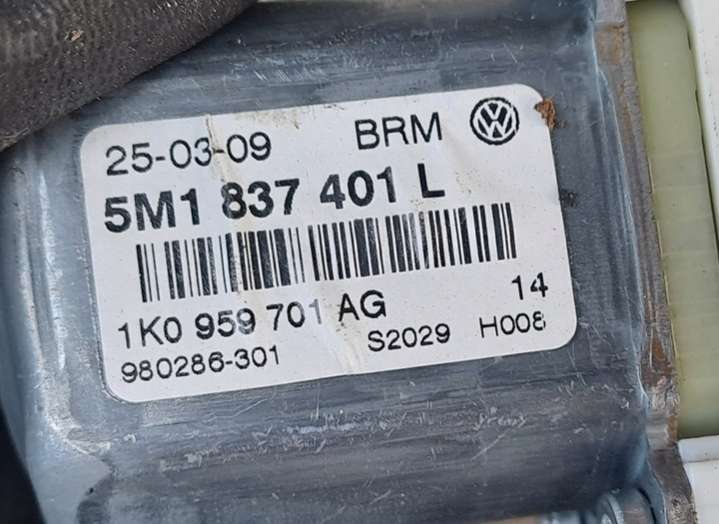 25-03-09 BRM
5M1 837 401 L
14
1K0 959 701 AG
980286-301 S2029 H008